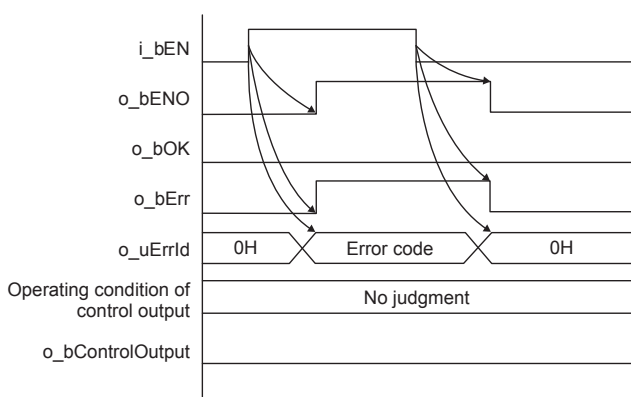 i_bEN
o_bENO
o_bOK
o_bErr
o_uErrId
0H
Error code
0H
Operating condition of
control output
No judgment
o_bControlOutput